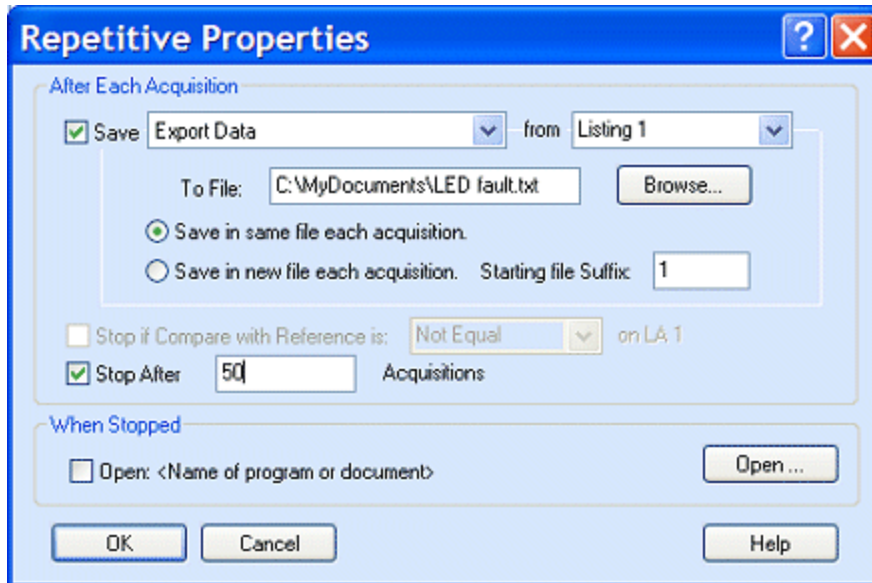 Repetitive Properties
After Each Acquisition
Save Export Data from Listing 1
To File: C:\MyDocuments\LED fault.txt Browse...
Save in same file each acquisition.
Save in new file each acquisition. Starting file Suffix: 1
Stop if Compare with Reference is: Not Equal on LA 1
Stop After 50 Acquisitions
When Stopped
Open: <Name of program or document> Open ...
OK Cancel Help